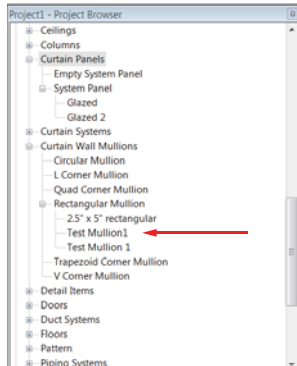 Project1 - Project Browser
Ceilings
Columns
Curtain Panels
Empty System Panel
System Panel
Glazed
Glazed 2
Curtain Systems
Curtain Wall Mullions
Circular Mullion
L Corner Mullion
Quad Corner Mullion
Rectangular Mullion
2.5" x 5" rectangular
Test Mullion1
Test Mullion 1
Trapezoid Corner Mullion
V Corner Mullion
Detail Items
Doors
Duct Systems
Floors
Pattern
Piping Systems